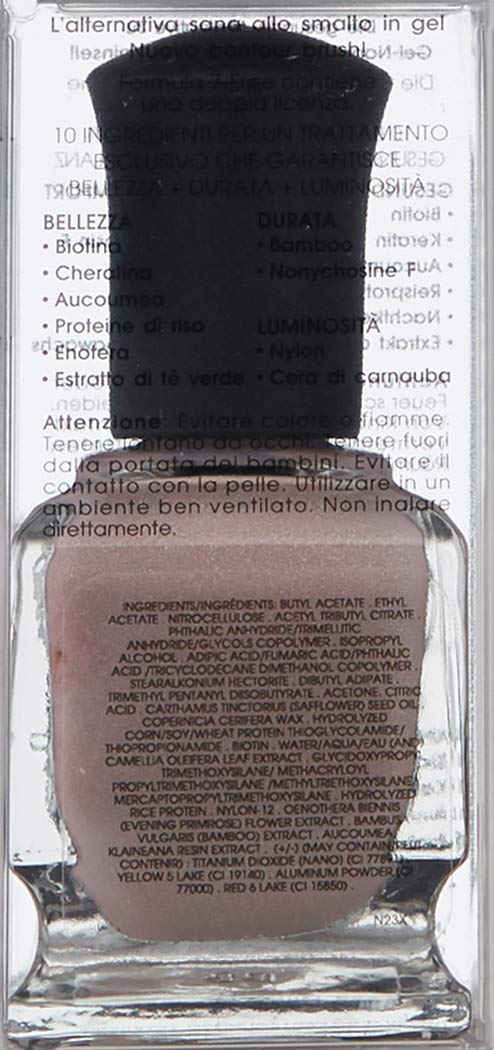 L'alternativa sana allo smalto in gel
Nuovo contour brush!
Formula 7-Free contiene
una doppia licenza.
10 INGREDIENTI PER UN TRATTAMENTO
ESCLUSIVO CHE GARANTISCE
BELLEZZA + DURATA + LUMINOSITÀ
BELLEZZA
• Biotina
• Cheratina
• Aucoumea
• Proteine di riso
• Enotera
• Estratto di tè verde
DURATA
• Bamboo
• Nonychosine F
LUMINOSITÀ
• Nylon
• Cera di carnauba
Attenzione: Evitare calore o fiamme.
Tenere lontano da occhi. Tenere fuori
dalla portata dei bambini. Evitare il
contatto con la pelle. Utilizzare in un
ambiente ben ventilato. Non inalare
direttamente.
INGREDIENTS/INGRÉDIENTS: BUTYL ACETATE . ETHYL
ACETATE . NITROCELLULOSE . ACETYL TRIBUTYL CITRATE .
PHTHALIC ANHYDRIDE/TRIMELLITIC
ANHYDRIDE/GLYCOLS COPOLYMER . ISOPROPYL
ALCOHOL . ADIPIC ACID/FUMARIC ACID/PHTHALIC
ACID /TRICYCLODECANE DIMETHANOL COPOLYMER .
STEARALKONIUM HECTORITE . DIBUTYL ADIPATE .
TRIMETHYL PENTANYL DIISOBUTYRATE . ACETONE. CITRIC
ACID . CARTHAMUS TINCTORIUS (SAFFLOWER) SEED OIL.
COPERNICIA CERIFERA WAX . HYDROLYZED
CORN/SOY/WHEAT PROTEIN THIOGLYCOLAMIDE/
THIOPROPIONAMIDE . BIOTIN . WATER/AQUA/EAU (AND)
CAMELLIA OLEIFERA LEAF EXTRACT . GLYCIDOXYPROPYL
TRIMETHOXYSILANE/ METHACRYLOYL
PROPYLTRIMETHOXYSILANE /METHYLTRIETHOXYSILANE/
MERCAPTOPROPYLTRIMETHOXYSILANE . HYDROLYZED
RICE PROTEIN . NYLON-12 . OENOTHERA BIENNIS
(EVENING PRIMROSE) FLOWER EXTRACT . BAMBUSA
VULGARIS (BAMBOO) EXTRACT . AUCOUMEA
KLAINEANA RESIN EXTRACT . (+/-) (MAY CONTAIN/PEUT
CONTENIR) : TITANIUM DIOXIDE (NANO) (CI 77891) .
YELLOW 5 LAKE (CI 19140) . ALUMINUM POWDER (CI
77000) . RED 6 LAKE (CI 15850) .
N23X